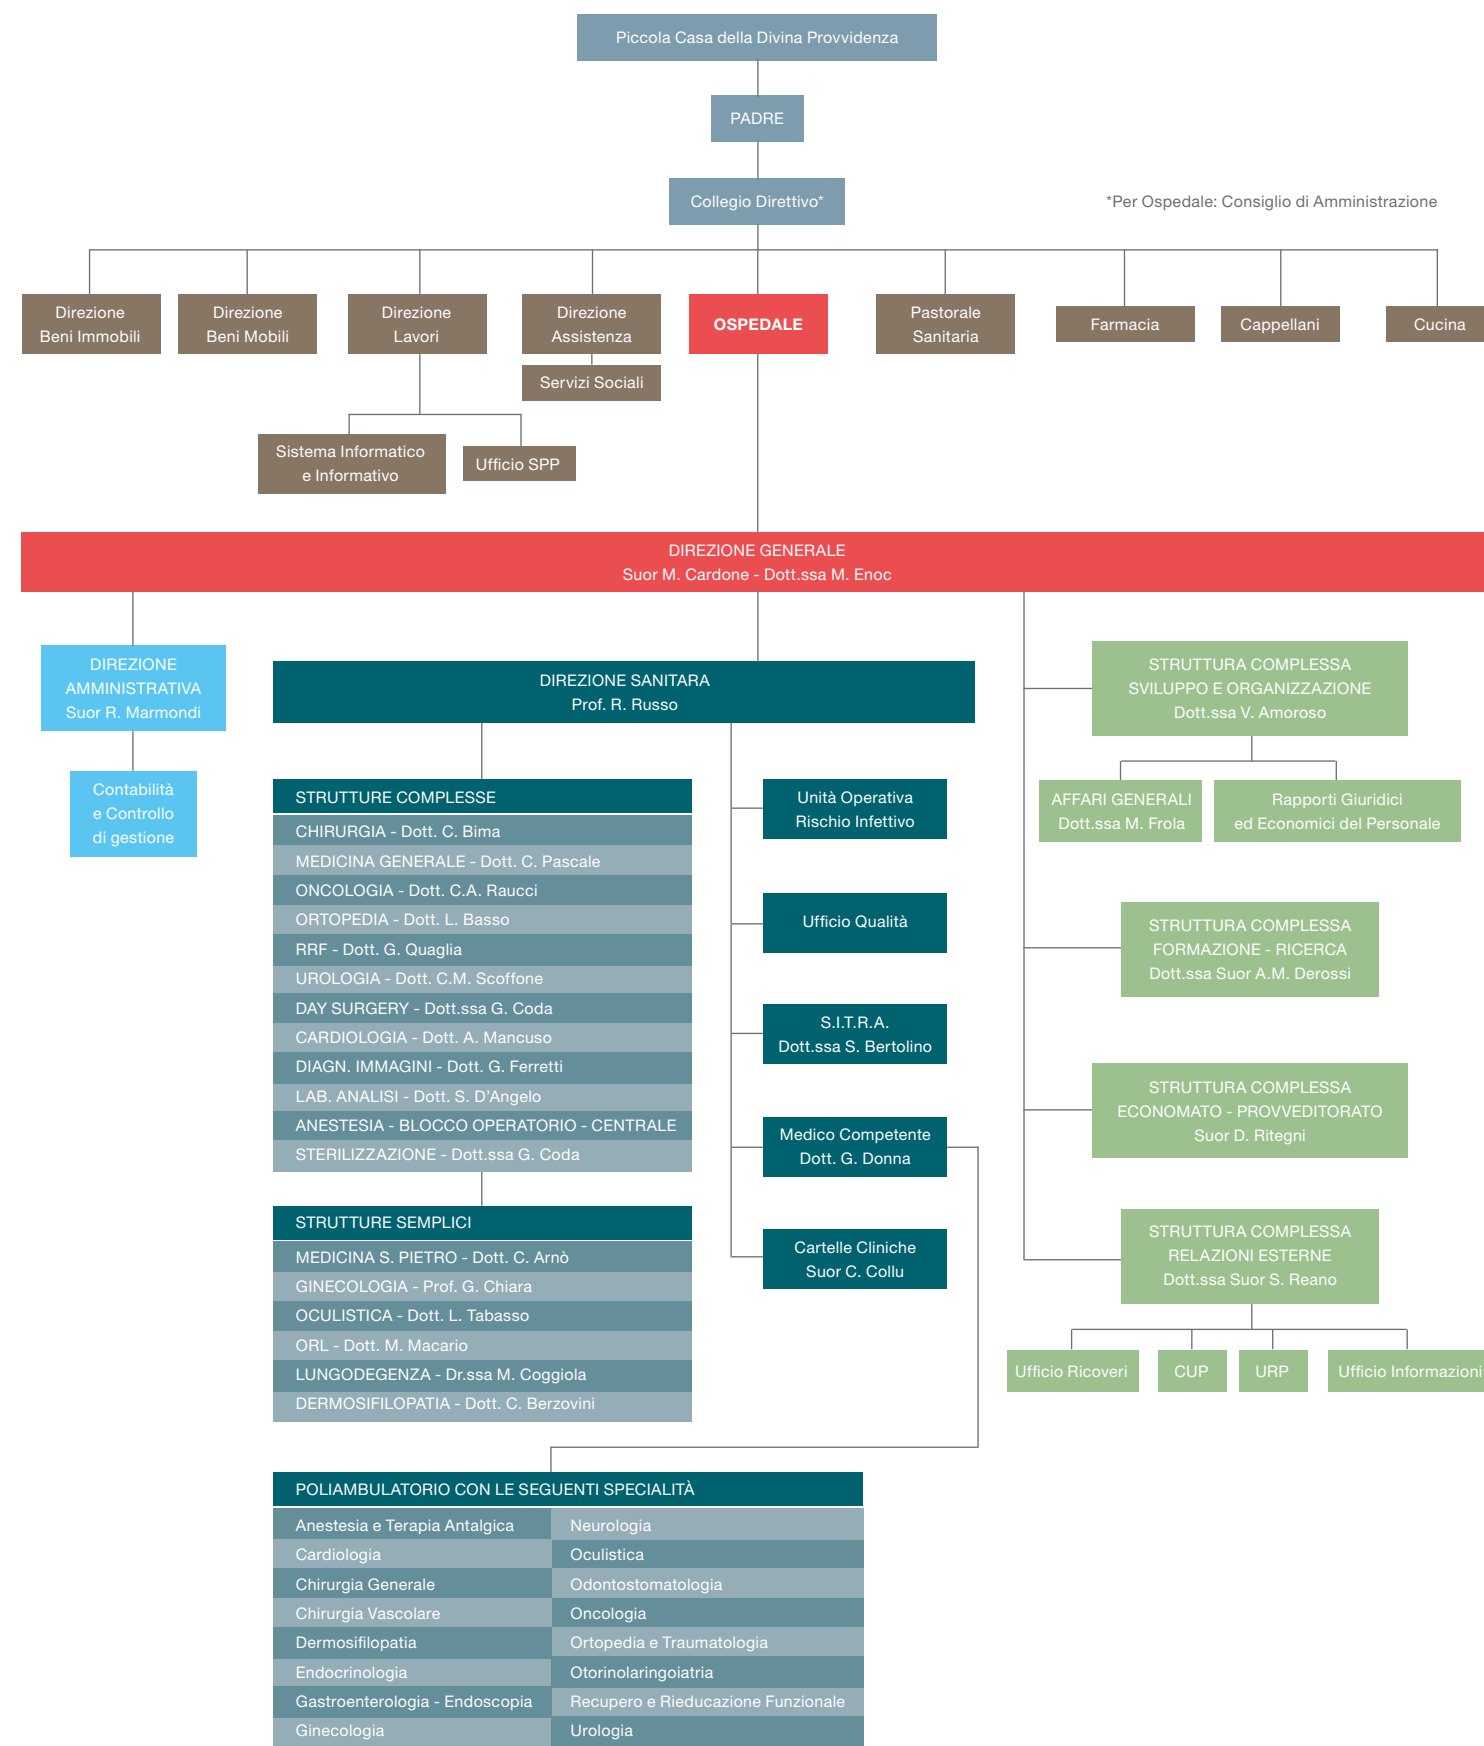 Piccola Casa della Divina Provvidenza
PADRE
Collegio Direttivo*
*Per Ospedale: Consiglio di Amministrazione
Direzione
Beni Immobili
Direzione
Beni Mobili
Direzione
Lavori
Direzione
Assistenza
OSPEDALE
Pastorale
Sanitaria
Farmacia
Cappellani
Cucina
Servizi Sociali
Sistema Informatico
e Informativo
Ufficio SPP
DIREZIONE GENERALE
Suor M. Cardone - Dott.ssa M. Enoc
DIREZIONE
AMMINISTRATIVA
Suor R. Marmondi
Contabilità
e Controllo
di gestione
DIREZIONE SANITARA
Prof. R. Russo
STRUTTURE COMPLESSE
CHIRURGIA - Dott. C. Bima
MEDICINA GENERALE - Dott. C. Pascale
ONCOLOGIA - Dott. C.A. Raucci
ORTOPEDIA - Dott. L. Basso
RRF - Dott. G. Quaglia
UROLOGIA - Dott. C.M. Scoffone
DAY SURGERY - Dott.ssa G. Coda
CARDIOLOGIA - Dott. A. Mancuso
DIAGN. IMMAGINI - Dott. G. Ferretti
LAB. ANALISI - Dott. S. D’Angelo
ANESTESIA - BLOCCO OPERATORIO - CENTRALE
STERILIZZAZIONE - Dott.ssa G. Coda
STRUTTURE SEMPLICI
MEDICINA S. PIETRO - Dott. C. Arnò
GINECOLOGIA - Prof. G. Chiara
OCULISTICA - Dott. L. Tabasso
ORL - Dott. M. Macario
LUNGODEGENZA - Dr.ssa M. Coggiola
DERMOSIFILOPATIA - Dott. C. Berzovini
Unità Operativa
Rischio Infettivo
Ufficio Qualità
S.I.T.R.A.
Dott.ssa S. Bertolino
Medico Competente
Dott. G. Donna
Cartelle Cliniche
Suor C. Collu
STRUTTURA COMPLESSA
SVILUPPO E ORGANIZZAZIONE
Dott.ssa V. Amoroso
AFFARI GENERALI
Dott.ssa M. Frola
Rapporti Giuridici
ed Economici del Personale
STRUTTURA COMPLESSA
FORMAZIONE - RICERCA
Dott.ssa Suor A.M. Derossi
STRUTTURA COMPLESSA
ECONOMATO - PROVVEDITORATO
Suor D. Ritegni
STRUTTURA COMPLESSA
RELAZIONI ESTERNE
Dott.ssa Suor S. Reano
Ufficio Ricoveri
CUP
URP
Ufficio Informazioni
POLIAMBULATORIO CON LE SEGUENTI SPECIALITÀ
Anestesia e Terapia Antalgica
Cardiologia
Chirurgia Generale
Chirurgia Vascolare
Dermosifilopatia
Endocrinologia
Gastroenterologia - Endoscopia
Ginecologia
Neurologia
Oculistica
Odontostomatologia
Oncologia
Ortopedia e Traumatologia
Otorinolaringoiatria
Recupero e Rieducazione Funzionale
Urologia